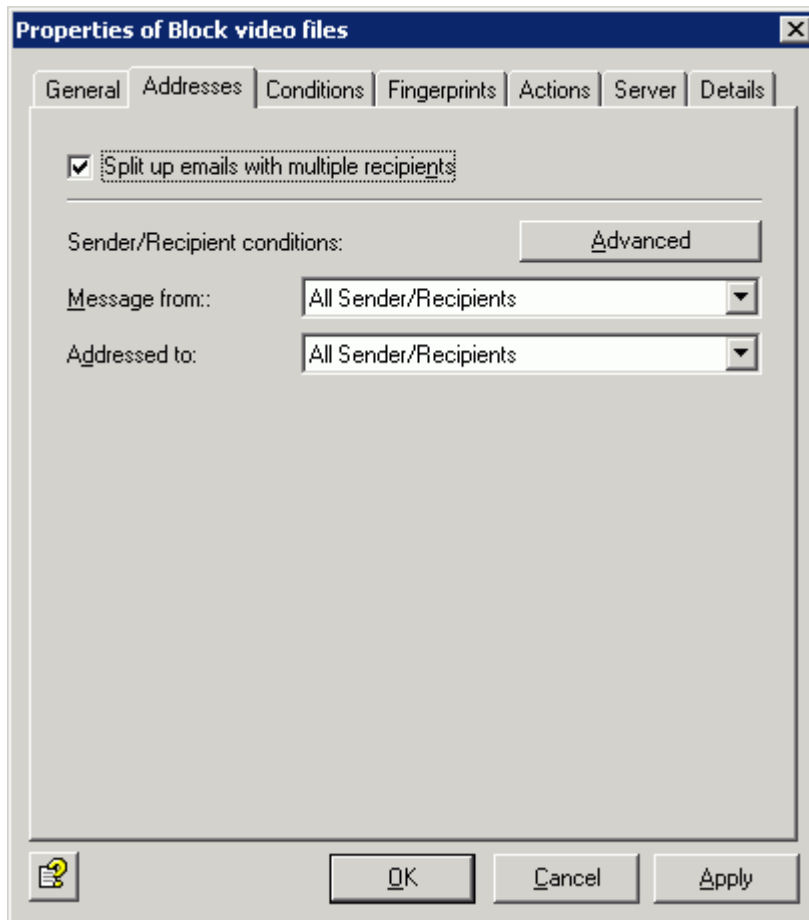 Properties of Block video files
General Addresses Conditions Fingerprints Actions Server Details
Split up emails with multiple recipients
Sender/Recipient conditions: Advanced
Message from:: All Sender/Recipients
Addressed to: All Sender/Recipients
OK Cancel Apply